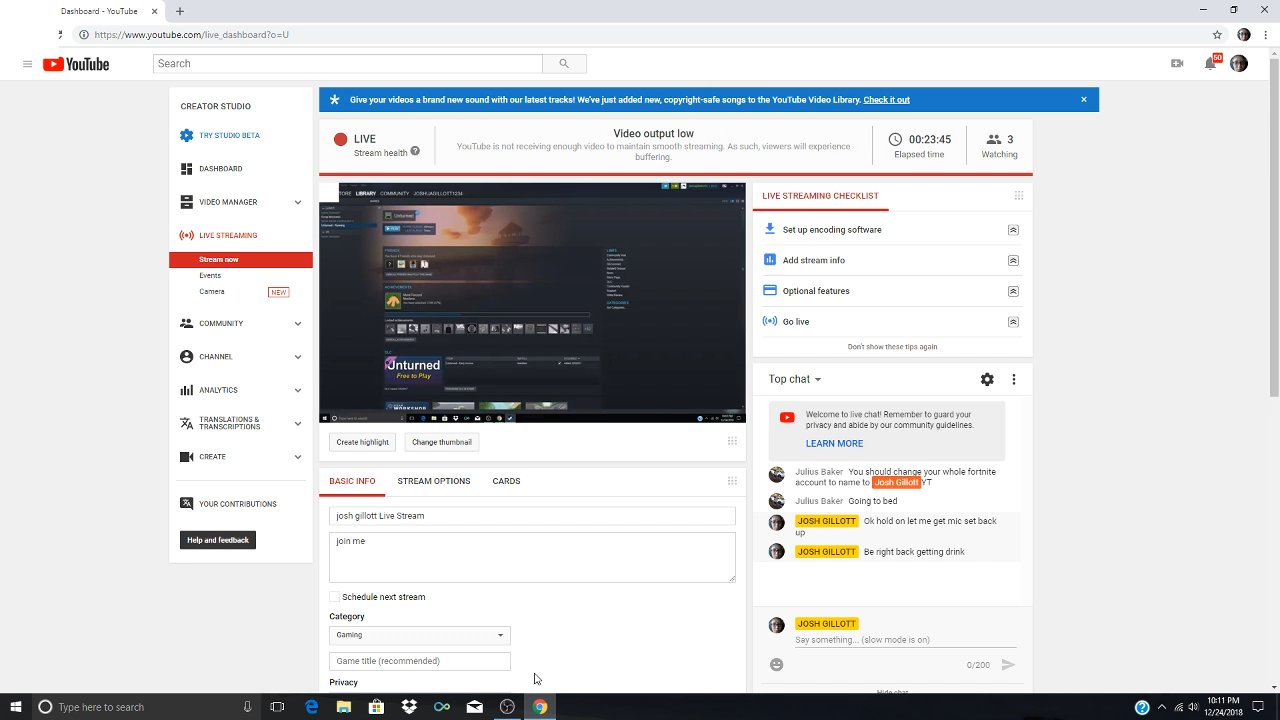 Dashboard - YouTube
https://www.youtube.com/live_dashboard?o=U
YouTube
Search
50
CREATOR STUDIO
TRY STUDIO BETA
DASHBOARD
VIDEO MANAGER
LIVE STREAMING
Stream now
Events
Camera NEW
COMMUNITY
CHANNEL
ANALYTICS
TRANSLATIONS &
TRANSCRIPTIONS
CREATE
YOUR CONTRIBUTIONS
Help and feedback
Give your videos a brand new sound with our latest tracks! We've just added new, copyright-safe songs to the YouTube Video Library. Check it out
LIVE
Stream health
Video output low
YouTube is not receiving enough video to maintain smooth streaming. As such, viewers will experience
buffering.
00:23:45
Elapsed time
3
Watching
TORE LIBRARY COMMUNITY JOSHUAGILLOTT1234
Unturned
PLAY
Unturned
Free to Play
Create highlight
Change thumbnail
BASIC INFO
STREAM OPTIONS
CARDS
josh gillott Live Stream
join me
Schedule next stream
Category
Gaming
Game title (recommended)
Privacy
LIVE STREAMING CHECKLIST
Set up encoding software
Add stream info
Optional features
Go live
Don't show these tips again
Top chat
Welcome to live chat! Remember to guard your
privacy and abide by our community guidelines.
LEARN MORE
Julius Baker You should change your whole fortnite
account to name to Josh Gillott YT
Julius Baker Going to bed
JOSH GILLOTT Ok hold on let me get mic set back
up
JOSH GILLOTT Be right back getting drink
JOSH GILLOTT
Say something... (slow mode is on)
0/200
Hide chat
Type here to search
10:11 PM
12/24/2018